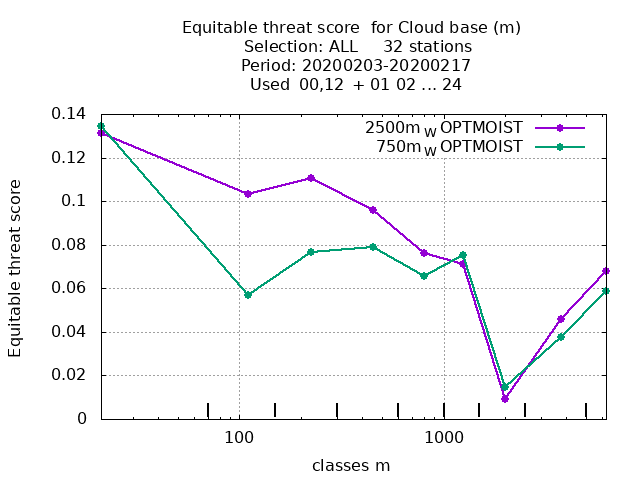 Equitable threat score  for Cloud base (m)
Selection: ALL     32 stations
Period: 20200203-20200217
Used  00,12  + 01 02 ... 24
2500m W OPTMOIST
750m W OPTMOIST
0.14
0.12
0.1
0.08
0.06
0.04
0.02
0
Equitable threat score
100 1000
classes m